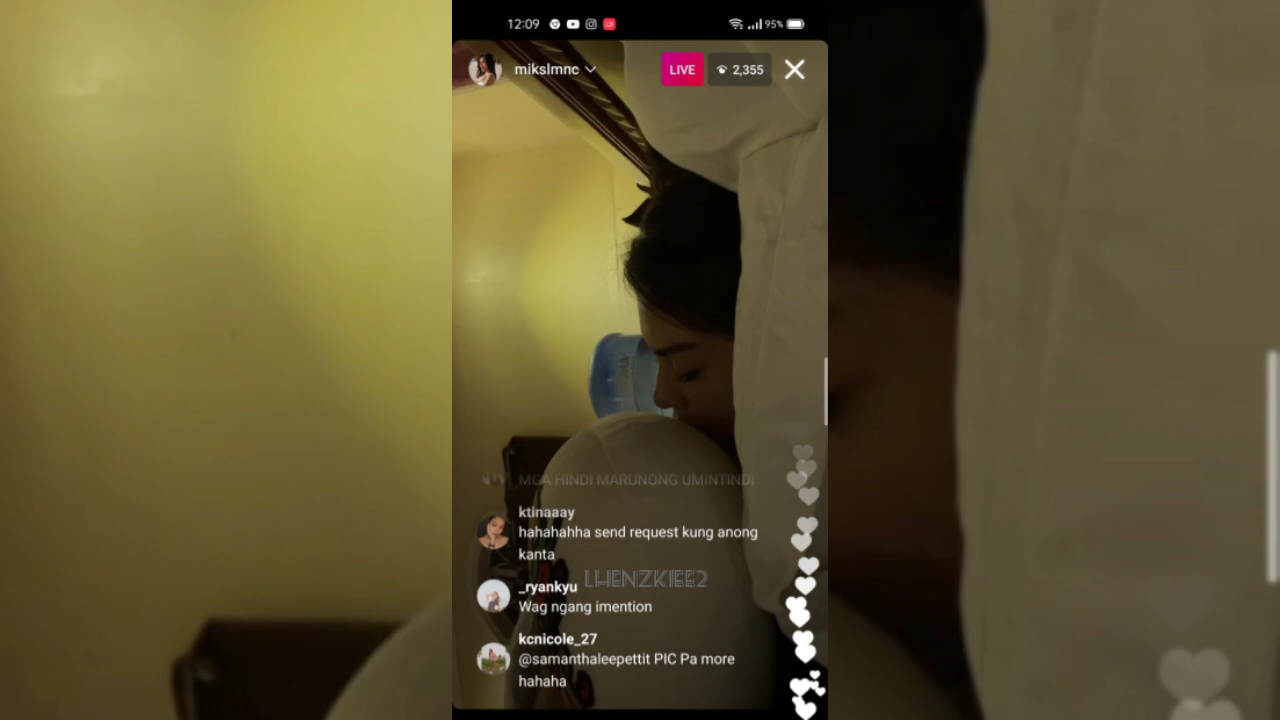 12:09
95%
mikslmnc
LIVE
2,355
MGA HINDI MARUNONG UMINTINDI
ktinaaay
hahahahha send request kung anong
kanta
LHENZKIEE2
_ryankyu
Wag ngang imention
kcnicole_27
@samanthaleepettit PIC Pa more
hahaha